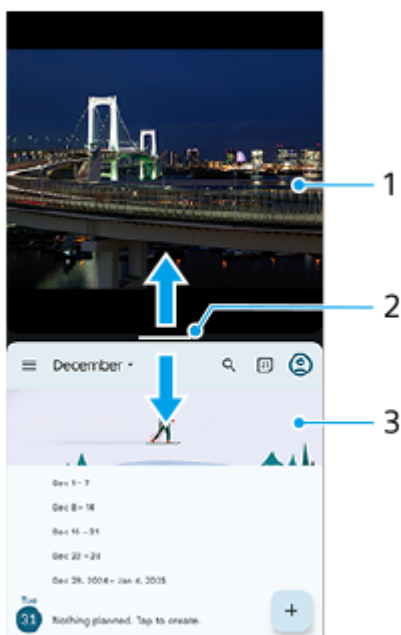 1
2
December
3
Dec 1 – 7
Dec 8 – 14
Dec 15 – 21
Dec 22 – 28
Dec 29, 2024 – Jan 4, 2025
Tue
31 Nothing planned. Tap to create.
+